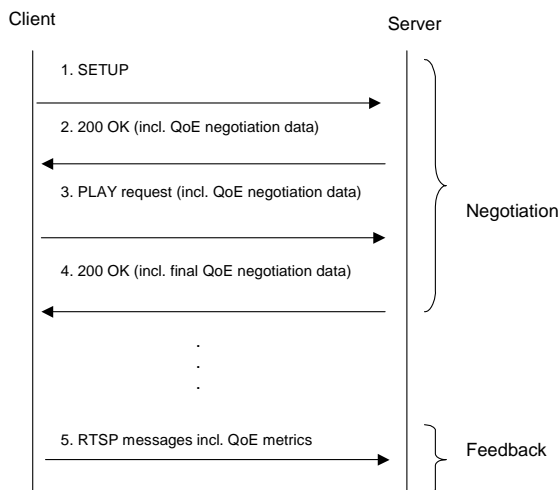 Client
Server
1. SETUP
2. 200 OK (incl. QoE negotiation data)
3. PLAY request (incl. QoE negotiation data)
Negotiation
4. 200 OK (incl. final QoE negotiation data)
.
.
.
5. RTSP messages incl. QoE metrics
Feedback